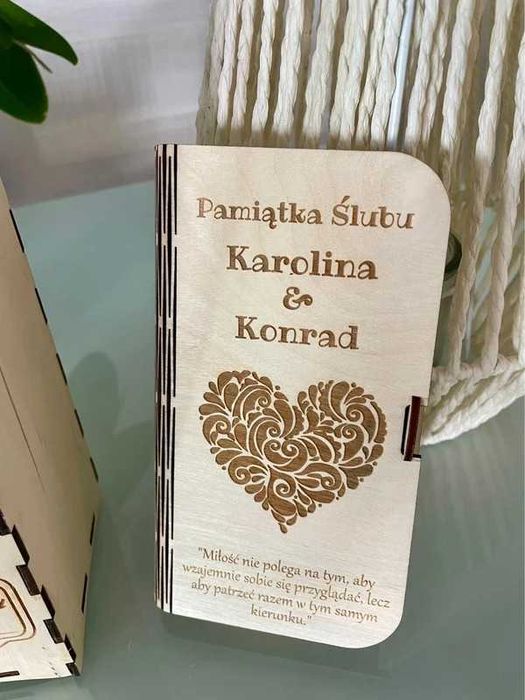 Pamiątka Ślubu
Karolina
&
Konrad
"Miłość nie polega na tym, aby
wzajemnie sobie się przyglądać, lecz
aby patrzeć razem w tym samym
kierunku."